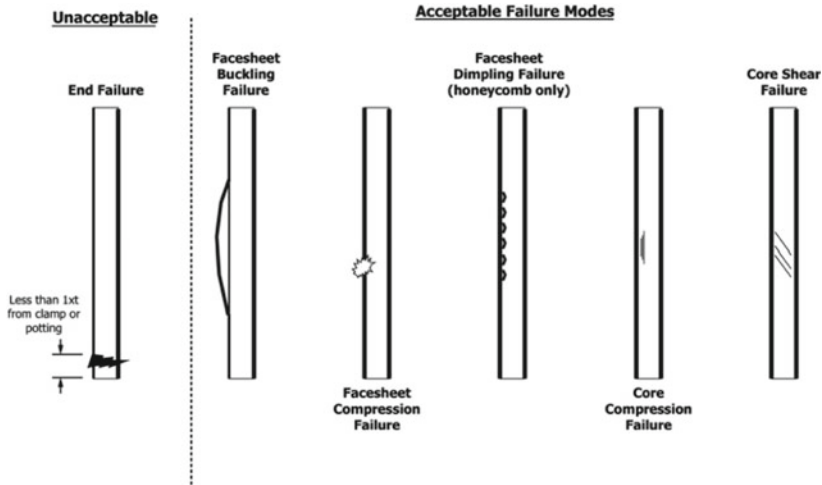 Unacceptable
Acceptable Failure Modes
End Failure
Facesheet
Buckling
Failure
Facesheet
Dimpling Failure
(honeycomb only)
Core Shear
Failure
Less than 1xt
from clamp or
potting
Facesheet
Compression
Failure
Core
Compression
Failure